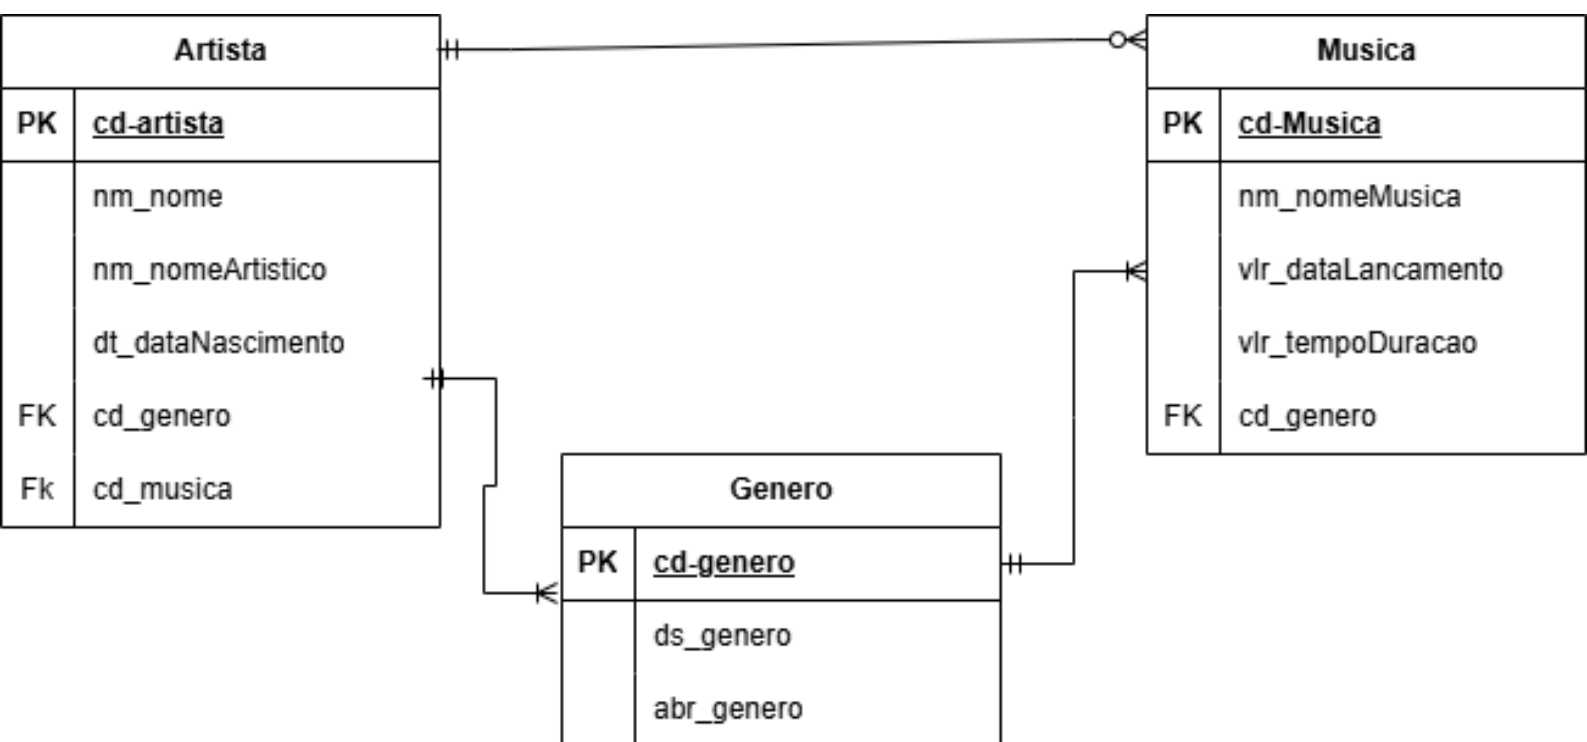 Artista
PK cd-artista
nm_nome
nm_nomeArtistico
dt_dataNascimento
FK cd_genero
Fk cd_musica
Musica
PK cd-Musica
nm_nomeMusica
vlr_dataLancamento
vlr_tempoDuracao
FK cd_genero
Genero
PK cd-genero
ds_genero
abr_genero